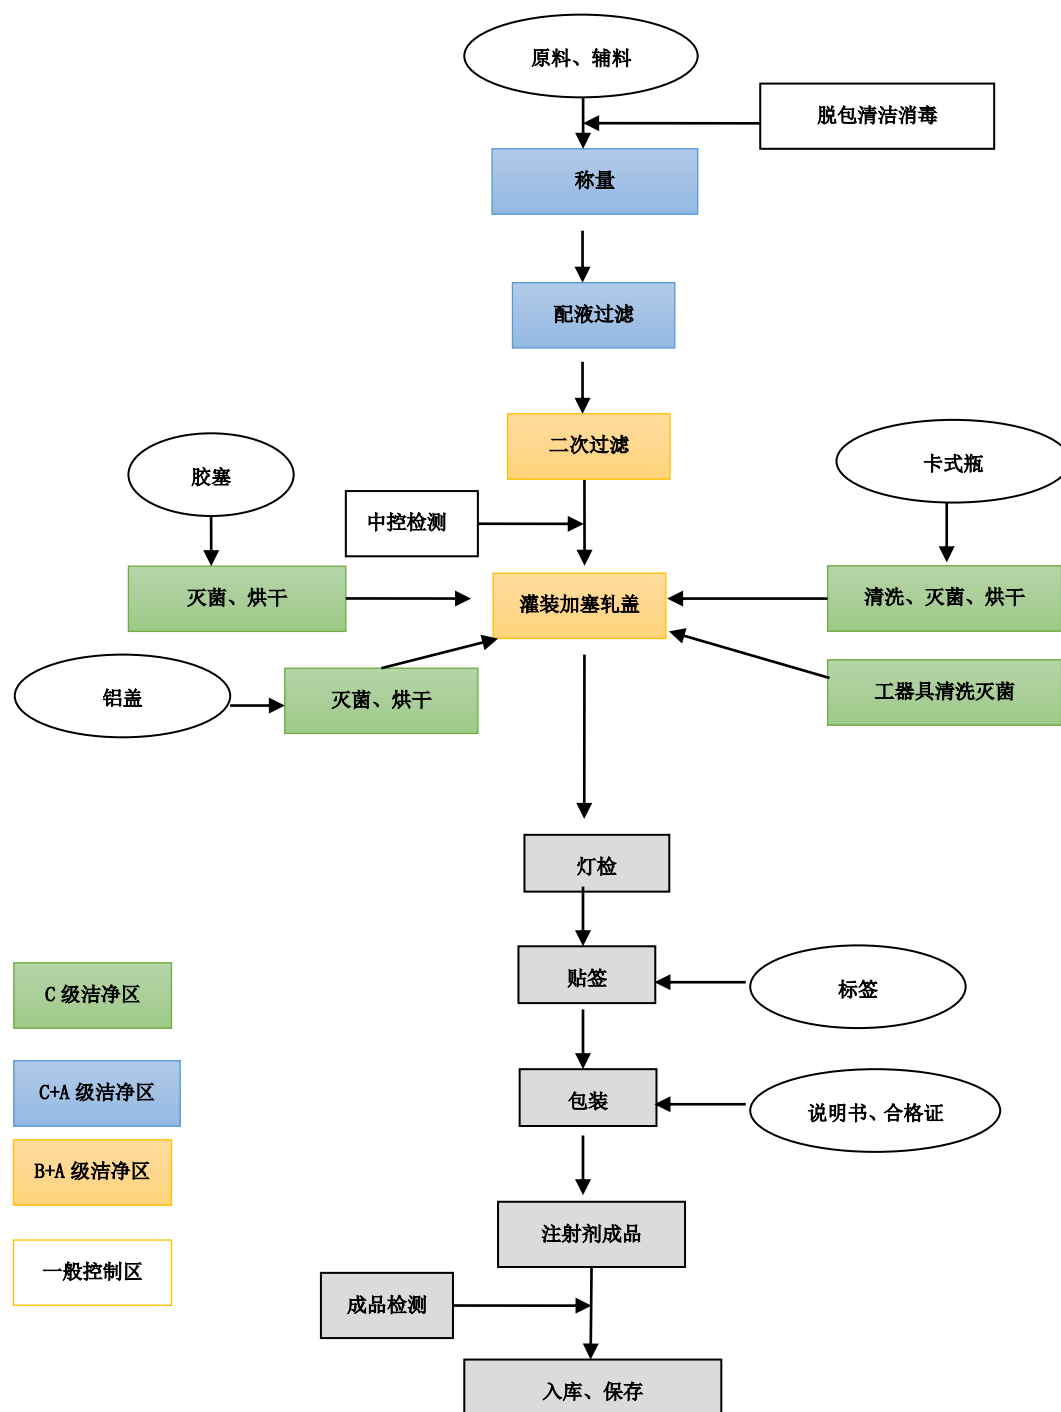 原料、辅料
脱包清洁消毒
称量
配液过滤
二次过滤
卡式瓶
胶塞
中控检测
灭菌、烘干
灌装加塞轧盖
清洗、灭菌、烘干
铝盖
灭菌、烘干
工器具清洗灭菌
灯检
贴签
标签
C 级洁净区
C+A 级洁净区
包装
说明书、合格证
B+A 级洁净区
注射剂成品
一般控制区
成品检测
入库、保存